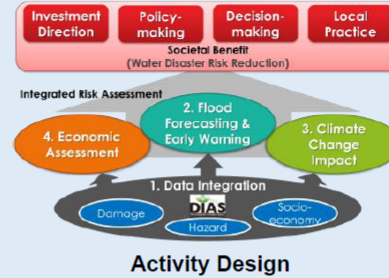 Investment
Direction
Policy-
making
Decision-
making
Local
Practice
Societal Benefit
(Water Disaster Risk Reduction)
Integrated Risk Assessment
2. Flood
Forecasting &
Early Warning
4. Economic
Assessment
3. Climate
Change
Impact
1. Data Integration
DIAS
Damage
Hazard
Socio-
economy
Activity Design